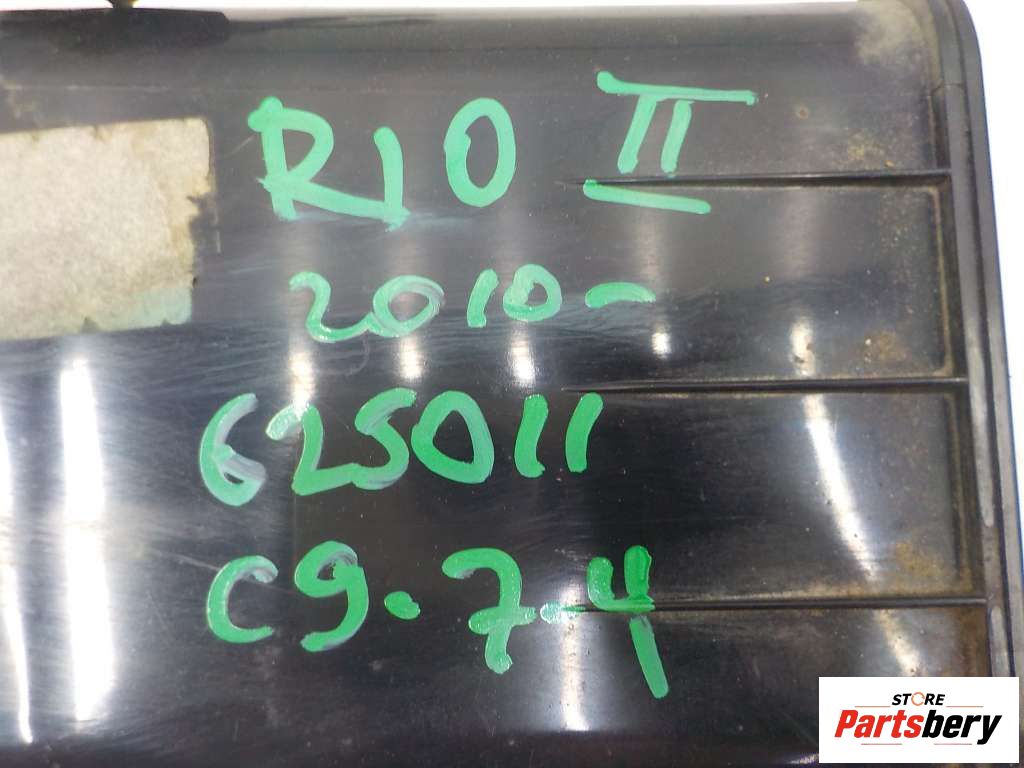 RIO II
2010-
625011
C9.7.4
STORE
Partsbery